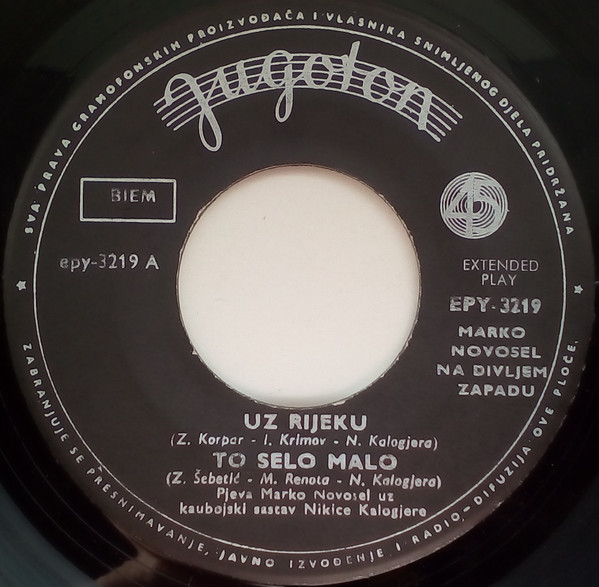 SVA PRAVA GRAMOFONSKIH PROIZVOĐAČA I VLASNIKA SNIMLJENOG DJELA PRIDRŽANA
Jugoton
BIEM
epy-3219 A
EXTENDED
PLAY
EPY-3219
MARKO
NOVOSEL
NA DIVLJEM
ZAPADU
UZ RIJEKU
(Z. Korpar - I. Krimov - N. Kalogjera)
TO SELO MALO
(Z. Šebetić - M. Renota - N. Kalogjera)
Pjeva Marko Novosel uz
kaubojski sastav Nikice Kalogjere
ZABRANJUJE SE PRESNIMAVANJE, JAVNO IZVOĐENJE I RADIO-DIFUZIJA OVE PLOČE.